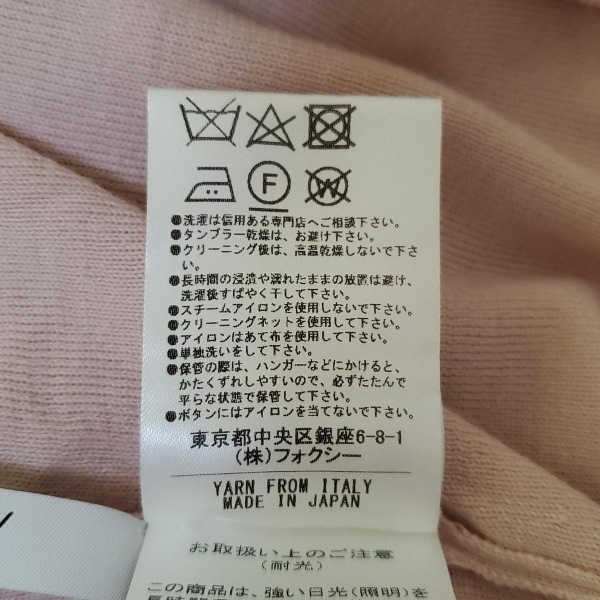 F
W
●洗濯は信用ある専門店へご相談下さい。
●タンブラー乾燥は、お避け下さい。
●クリーニング後は、高温乾燥しないで下さ
い。
●長時間の浸漬や濡れたままの放置は避け、
洗濯後すばやく干して下さい。
●スチームアイロンを使用しないで下さい。
●クリーニングネットを使用して下さい。
●アイロンはあて布を使用して下さい。
●単独洗いをして下さい。
●保管の際は、ハンガーなどにかけると、
かたくずれしやすいので、必ずたたんで
平らな状態で保管して下さい。
●ボタンにはアイロンを当てないで下さい。
東京都中央区銀座6-8-1
(株)フォクシー
YARN FROM ITALY
MADE IN JAPAN
お取扱い上のご注意
(耐光)
この商品は、強い日光(照明)を